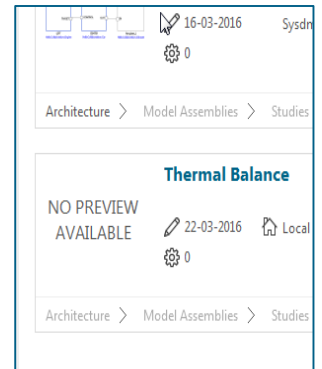 16-03-2016 Sysdm
0
Architecture > Model Assemblies > Studies
Thermal Balance
NO PREVIEW
AVAILABLE
22-03-2016 Local
0
Architecture > Model Assemblies > Studies